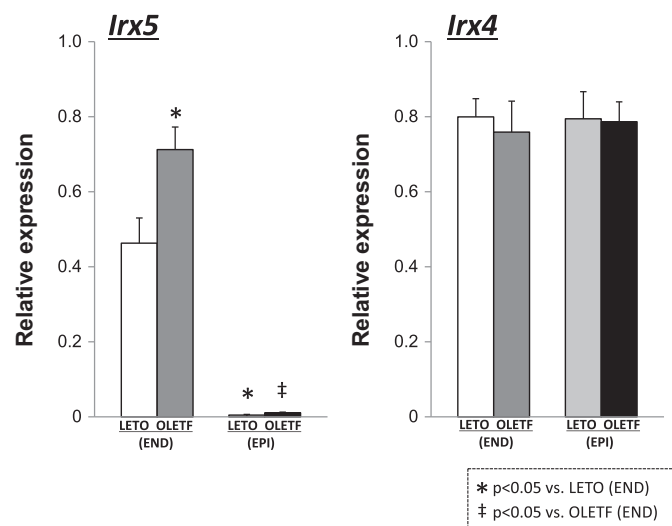 Irx5
Irx4
Relative expression
1.0
0.8
0.6
0.4
0.2
0
*
*
‡
LETO OLETF
(END)
LETO OLETF
(EPI)
Relative expression
1.0
0.8
0.6
0.4
0.2
0
LETO OLETF
(END)
LETO OLETF
(EPI)
* p<0.05 vs. LETO (END)
‡ p<0.05 vs. OLETF (END)